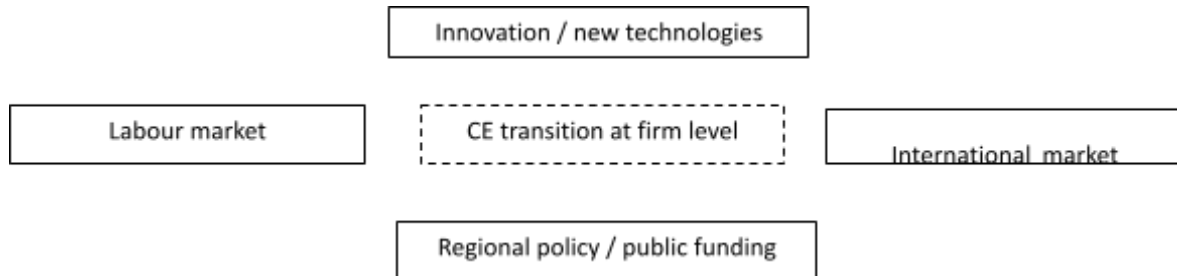 Innovation / new technologies
Labour market
CE transition at firm level
International market
Regional policy / public funding